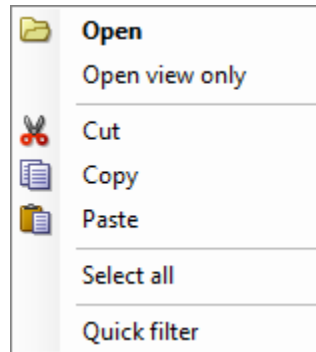 Open
Open view only
Cut
Copy
Paste
Select all
Quick filter